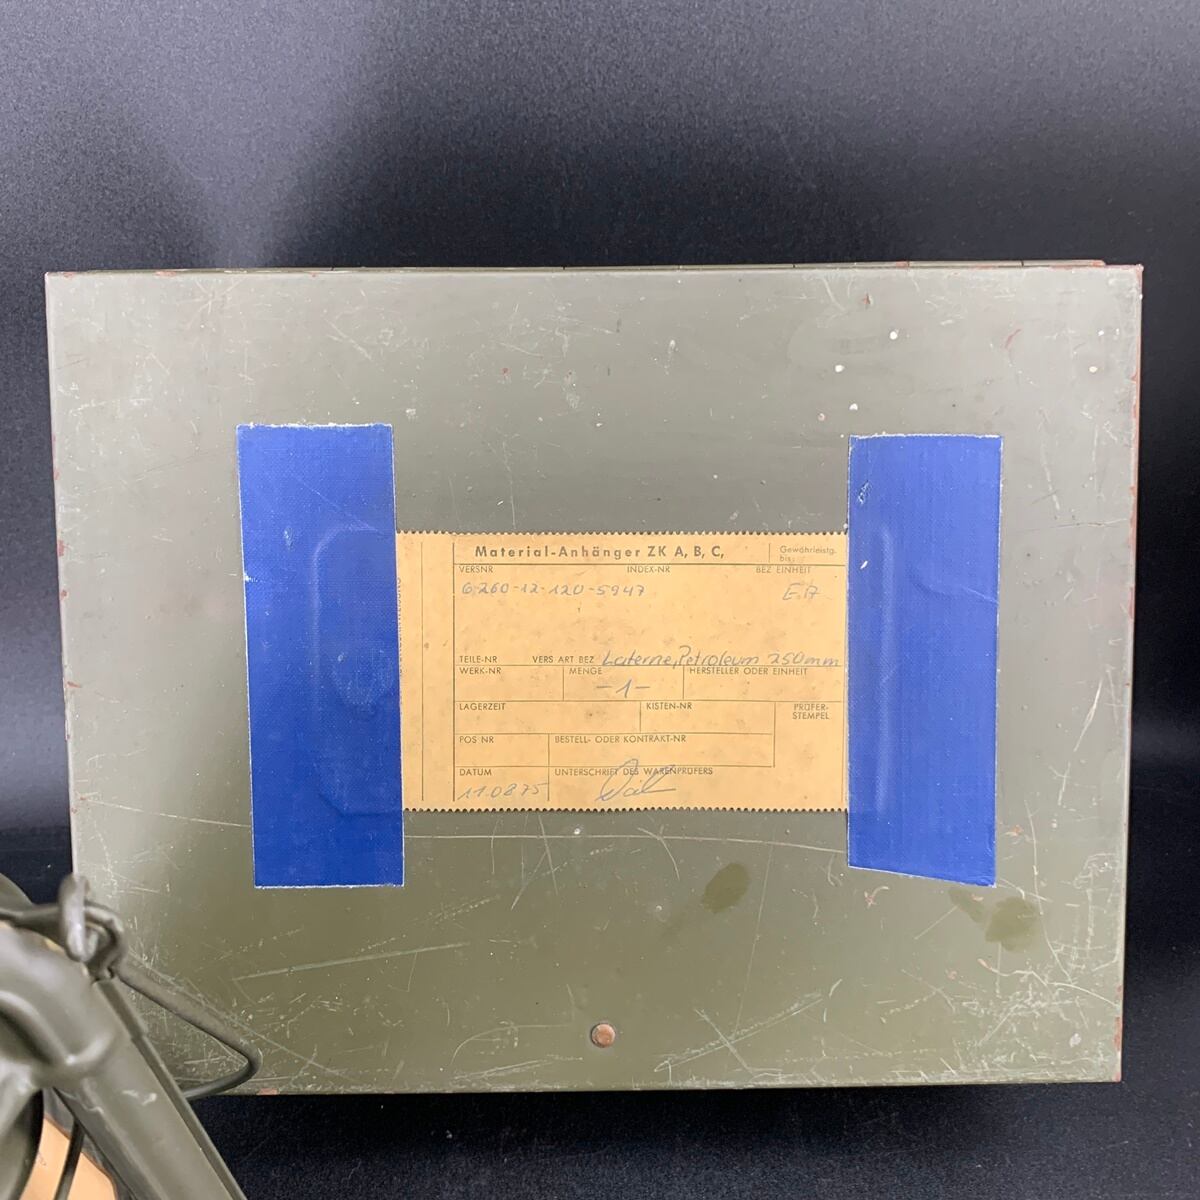 Material-Anhänger ZK A, B, C,
Gewährleistg.
bis:
VERSNR INDEX-NR BEZ EINHEIT
6260-12-120-5947 EA
TEILE-NR VERS ART BEZ Laterne, Petroleum 250mm
WERK-NR MENGE HERSTELLER ODER EINHEIT
-1-
LAGERZEIT KISTEN-NR PRÜFER-
STEMPEL
POS NR BESTELL- ODER KONTRAKT-NR
DATUM UNTERSCHRIFT DES WARENPRÜFERS
11.0875